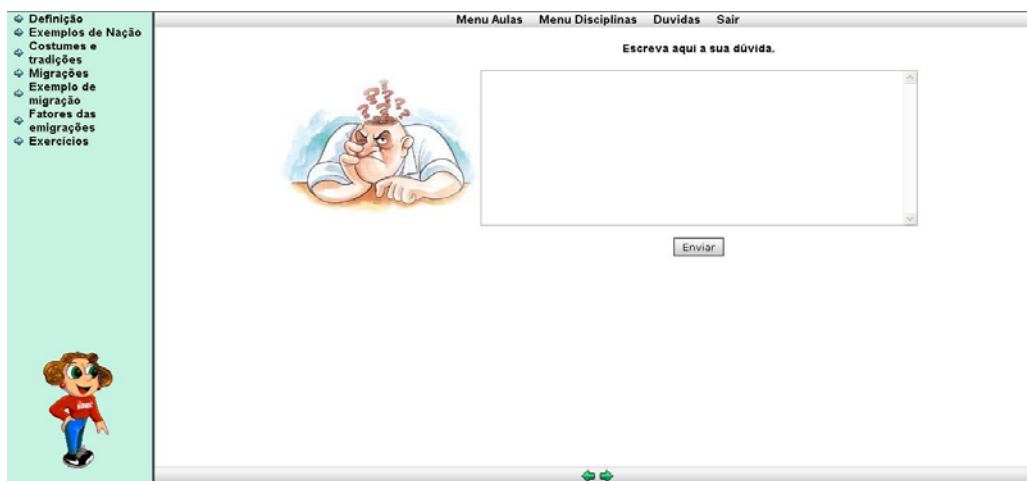 Definição
Exemplos de Nação
Costumes e
tradições
Migrações
Exemplo de
migração
Fatores das
emigrações
Exercícios
Menu Aulas Menu Disciplinas Duvidas Sair
Escreva aqui a sua dúvida.
Enviar